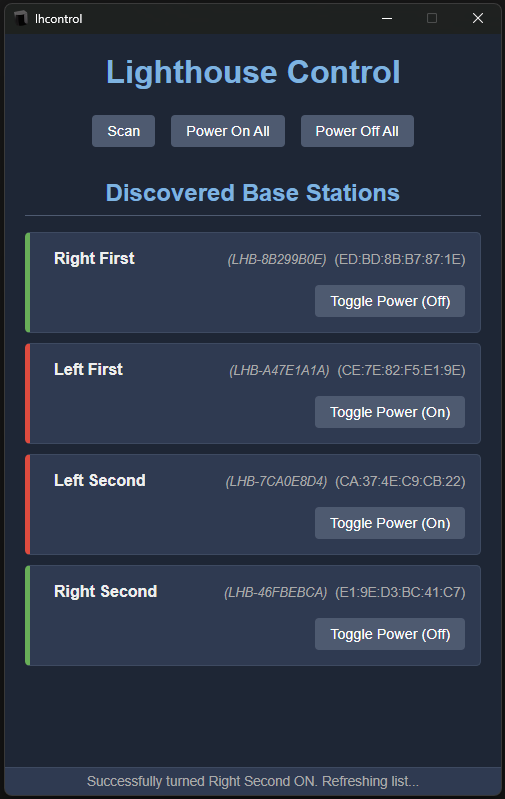 lhcontrol
Lighthouse Control
Scan Power On All Power Off All
Discovered Base Stations
Right First (LHB-8B299B0E) (ED:BD:8B:B7:87:1E)
Toggle Power (Off)
Left First (LHB-A47E1A1A) (CE:7E:82:F5:E1:9E)
Toggle Power (On)
Left Second (LHB-7CA0E8D4) (CA:37:4E:C9:CB:22)
Toggle Power (On)
Right Second (LHB-46FBEBCA) (E1:9E:D3:BC:41:C7)
Toggle Power (Off)
Successfully turned Right Second ON. Refreshing list...